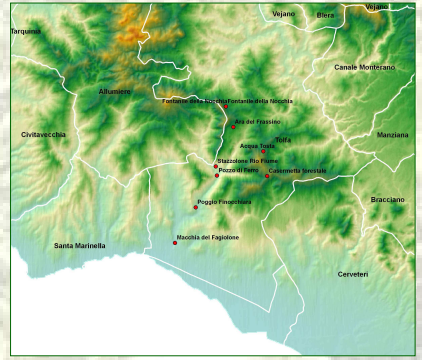 Vejano
Vejano
Blera
Tarquinia
Canale Monterano
Allumiere
Fontanile della Nocchia
Fontanile della Nocchia
Ara del Frassino
Civitavecchia
Manziana
Tolfa
Acqua Tosta
Stazzolone Rio Fiume
Pozzo di Ferro
Casermetta forestale
Bracciano
Poggio Finocchiara
Macchia del Fagiolone
Santa Marinella
Cerveteri